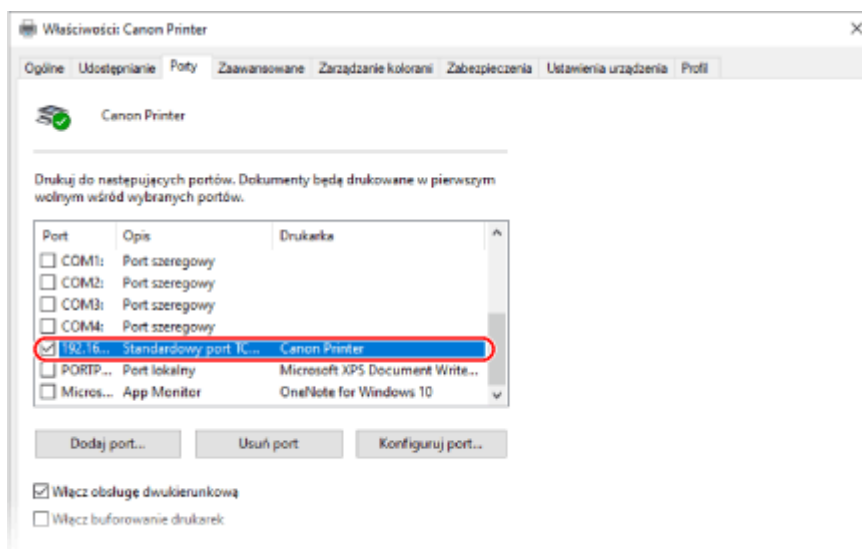 Właściwości: Canon Printer
Ogólne Udostępnianie Porty Zaawansowane Zarządzanie kolorami Zabezpieczenia Ustawienia urządzenia Profil
Canon Printer
Drukuj do następujących portów. Dokumenty będą drukowane w pierwszym
wolnym wśród wybranych portów.
Port Opis Drukarka
COM1: Port szeregowy
COM2: Port szeregowy
COM3: Port szeregowy
COM4: Port szeregowy
192.16... Standardowy port TC... Canon Printer
PORTP... Port lokalny Microsoft XPS Document Write...
Micros... App Monitor OneNote for Windows 10
Dodaj port... Usuń port Konfiguruj port...
Włącz obsługę dwukierunkową
Włącz buforowanie drukarek